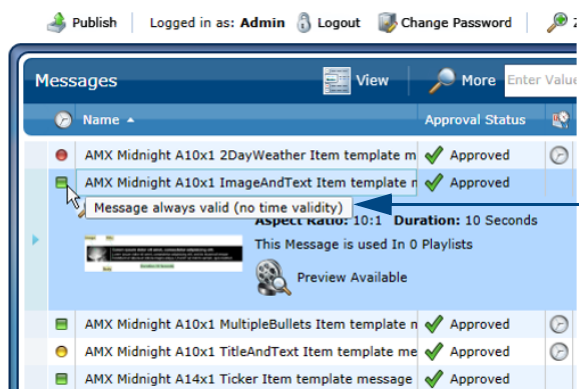 Publish Logged in as: Admin Logout Change Password
Messages View More Enter Value
Name Approval Status
AMX Midnight A10x1 2DayWeather Item template m Approved
AMX Midnight A10x1 ImageAndText Item template n Approved
Message always valid (no time validity)
Aspect Ratio: 10:1 Duration: 10 Seconds
This Message is used In 0 Playlists
Preview Available
AMX Midnight A10x1 MultipleBullets Item template n Approved
AMX Midnight A10x1 TitleAndText Item template me Approved
AMX Midnight A14x1 Ticker Item template message Approved